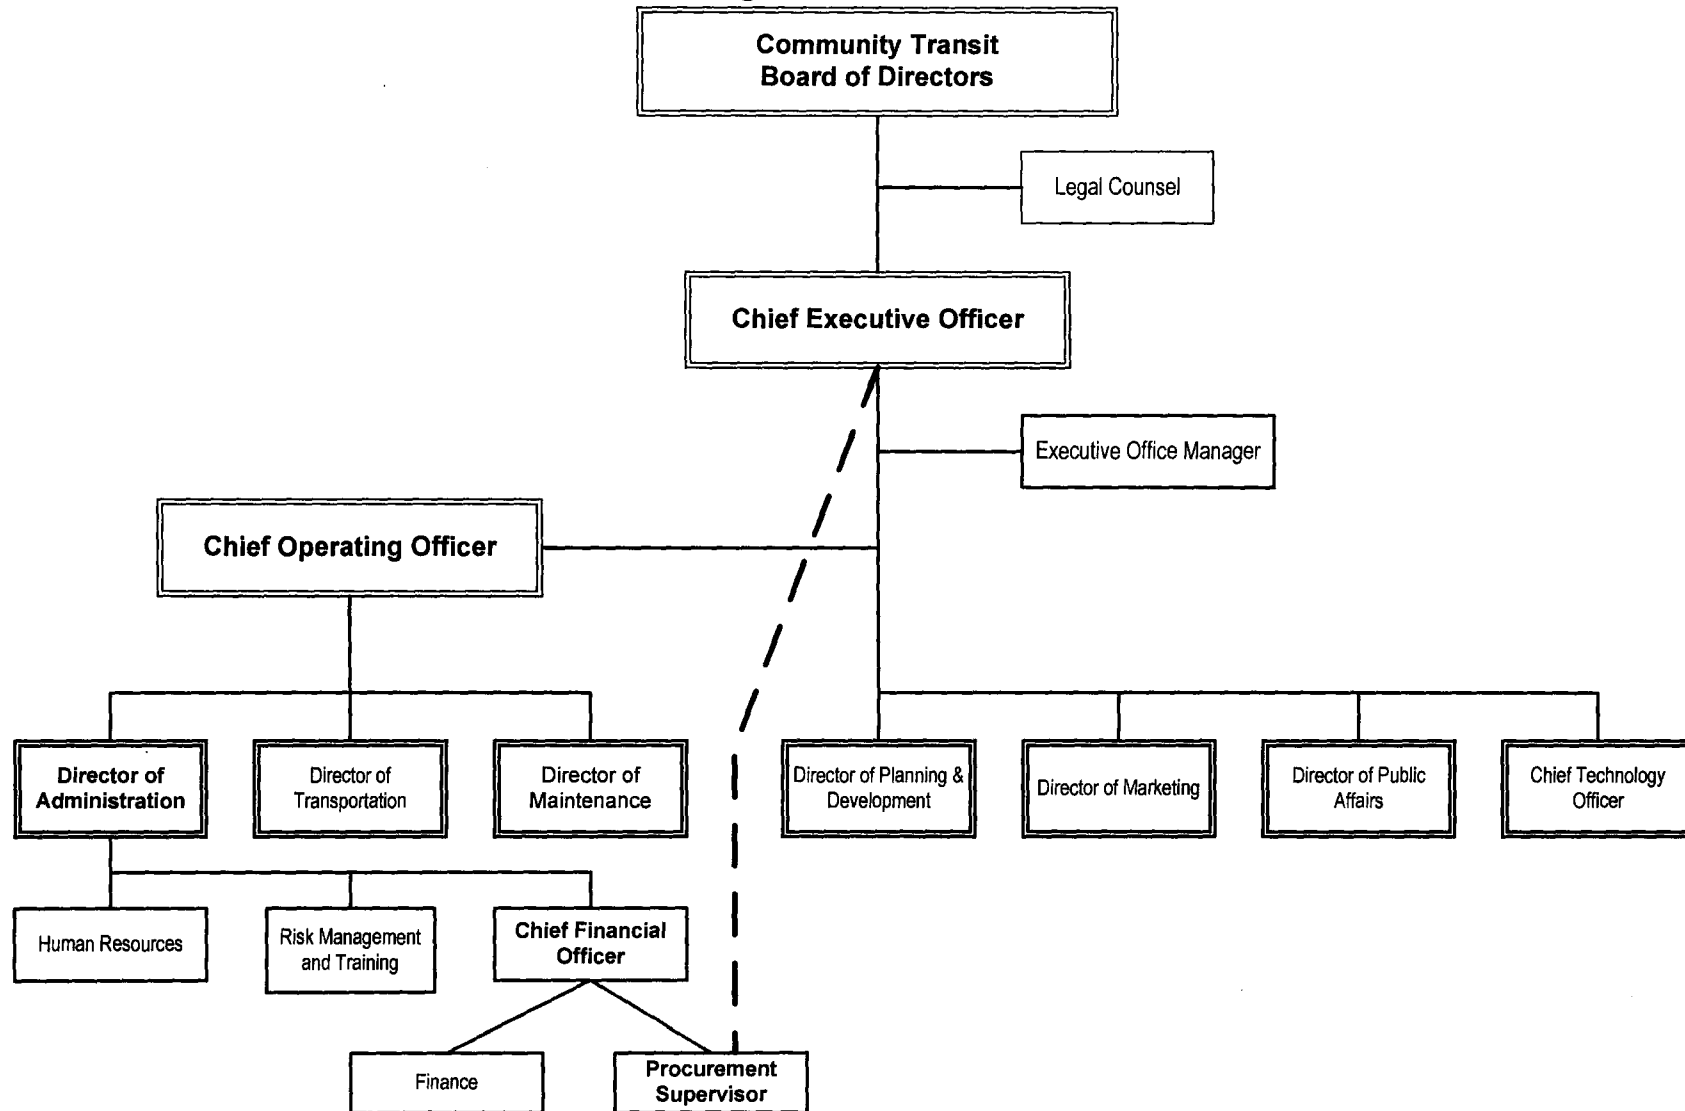 Community Transit
Board of Directors
Legal Counsel
Chief Executive Officer
Executive Office Manager
Chief Operating Officer
Director of
Administration
Director of
Transportation
Director of
Maintenance
Director of Planning &
Development
Director of Marketing
Director of Public
Affairs
Chief Technology
Officer
Human Resources
Risk Management
and Training
Chief Financial
Officer
Finance
Procurement
Supervisor